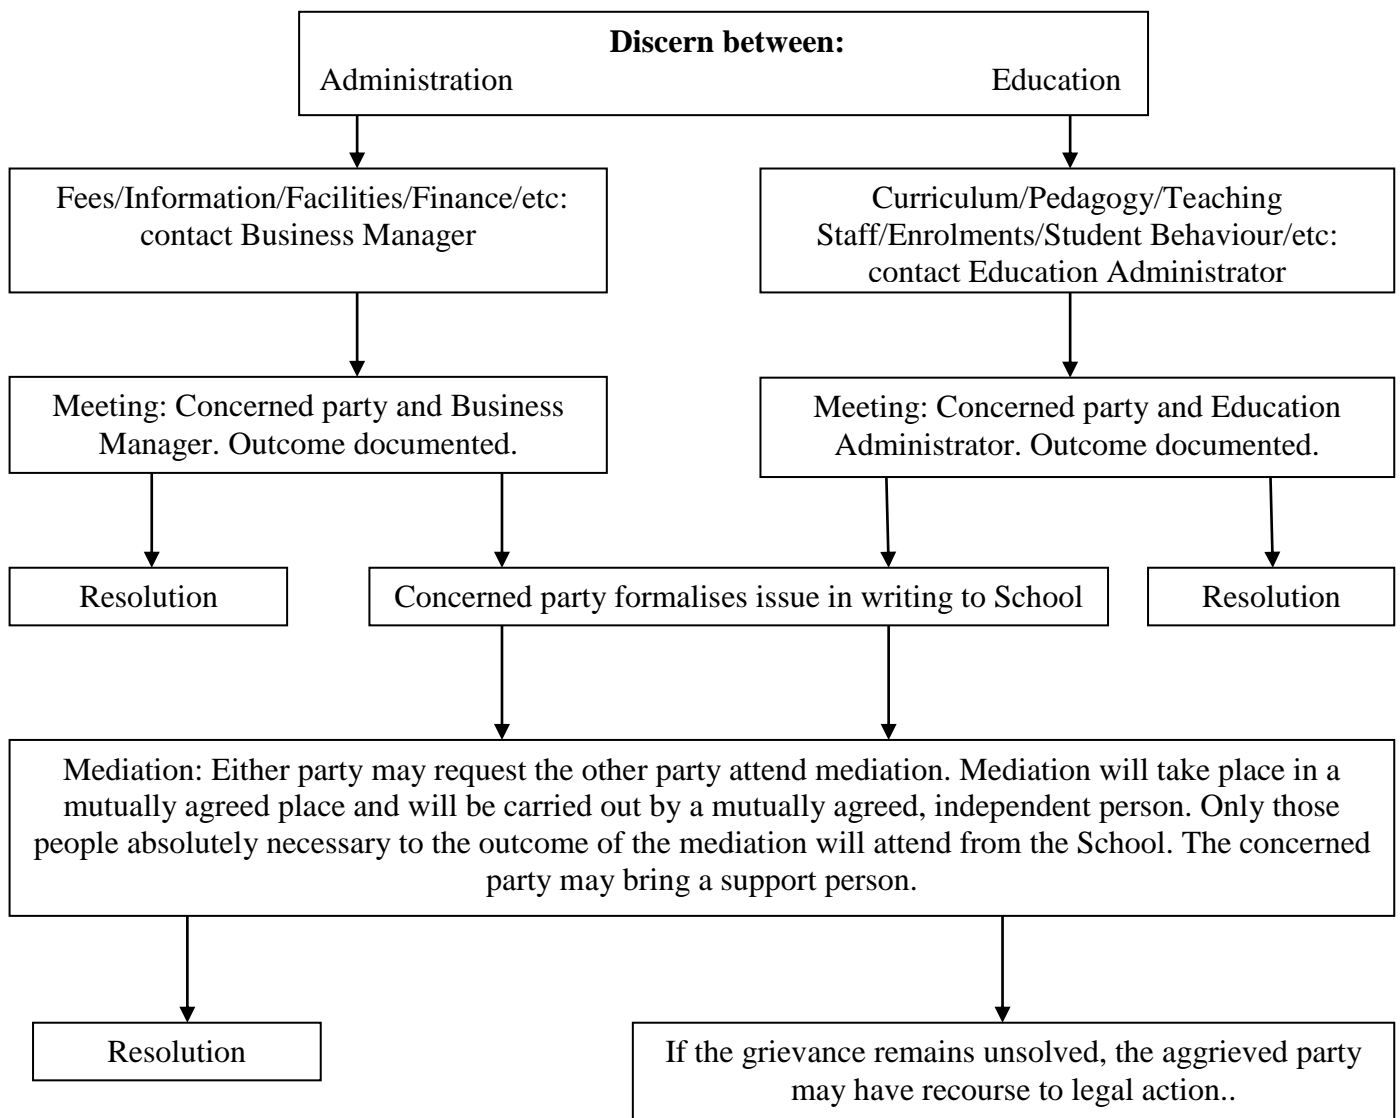 Discern between:
Administration Education
Fees/Information/Facilities/Finance/etc:
contact Business Manager
Curriculum/Pedagogy/Teaching
Staff/Enrolments/Student Behaviour/etc:
contact Education Administrator
Meeting: Concerned party and Business
Manager. Outcome documented.
Meeting: Concerned party and Education
Administrator. Outcome documented.
Resolution
Concerned party formalises issue in writing to School
Resolution
Mediation: Either party may request the other party attend mediation. Mediation will take place in a
mutually agreed place and will be carried out by a mutually agreed, independent person. Only those
people absolutely necessary to the outcome of the mediation will attend from the School. The concerned
party may bring a support person.
Resolution
If the grievance remains unsolved, the aggrieved party
may have recourse to legal action..